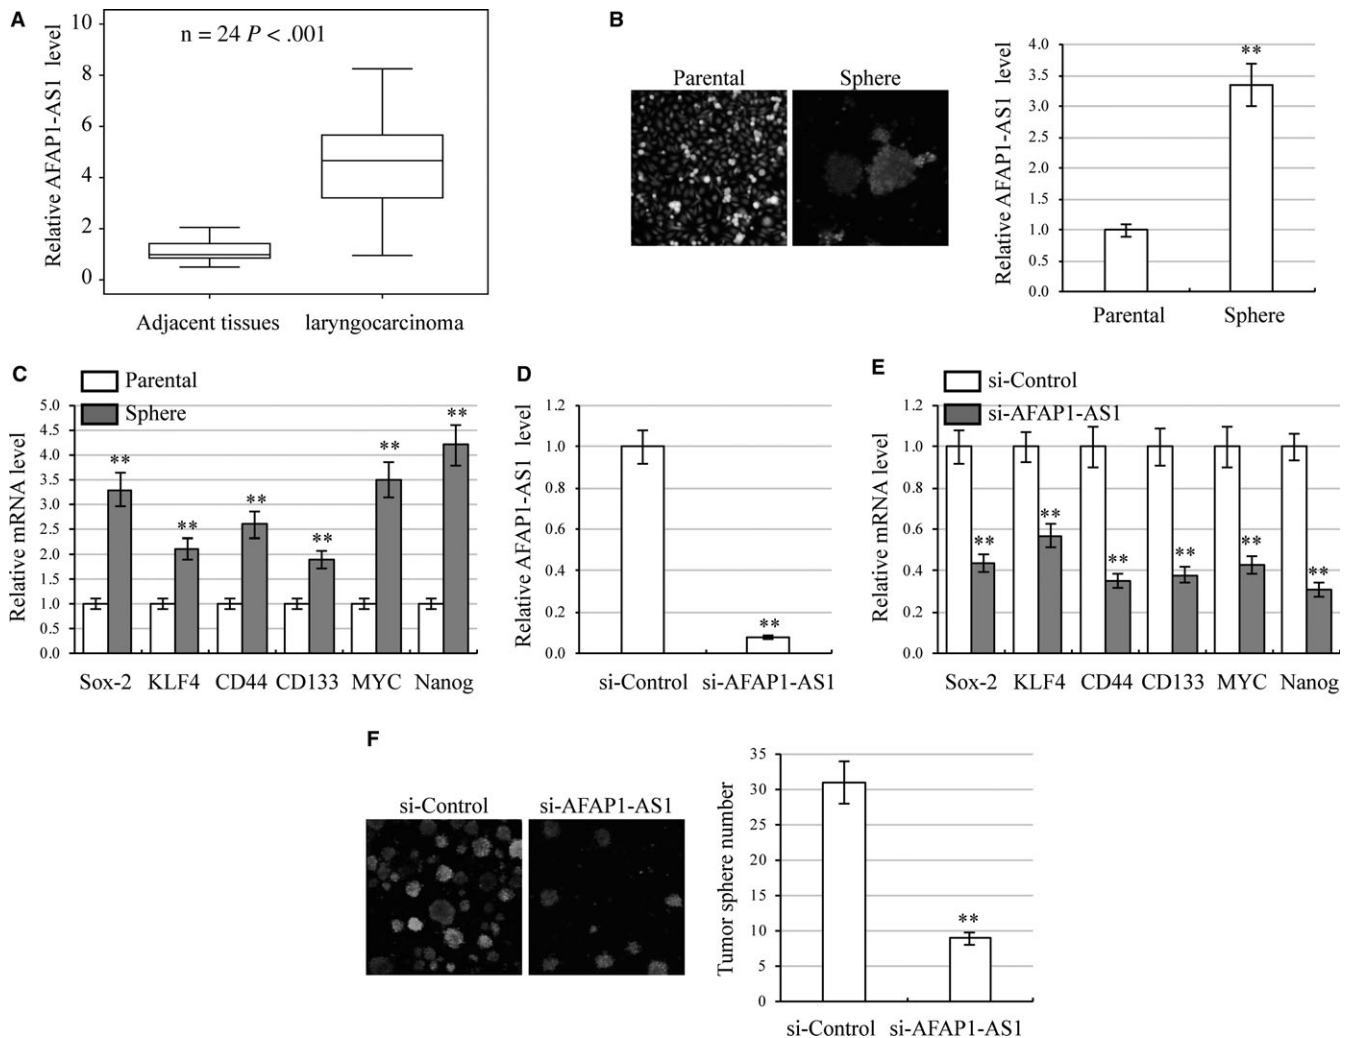 A
n = 24 P < .001
Relative AFAP1-AS1 level
10
8
6
4
2
0
Adjacent tissues
laryngocarcinoma
B
Parental
Sphere
Relative AFAP1-AS1 level
4.0
3.5
3.0
2.5
2.0
1.5
1.0
0.5
0.0
**
Parental
Sphere
C
Parental
Sphere
Relative mRNA level
5.0
4.5
4.0
3.5
3.0
2.5
2.0
1.5
1.0
0.5
0.0
**
**
**
**
**
**
Sox-2 KLF4 CD44 CD133 MYC Nanog
D
Relative AFAP1-AS1 level
1.2
1.0
0.8
0.6
0.4
0.2
0.0
**
si-Control si-AFAP1-AS1
E
si-Control
si-AFAP1-AS1
Relative mRNA level
1.2
1.0
0.8
0.6
0.4
0.2
0.0
**
**
**
**
**
**
Sox-2 KLF4 CD44 CD133 MYC Nanog
F
si-Control
si-AFAP1-AS1
Tumor sphere number
35
30
25
20
15
10
5
0
**
si-Control si-AFAP1-AS1